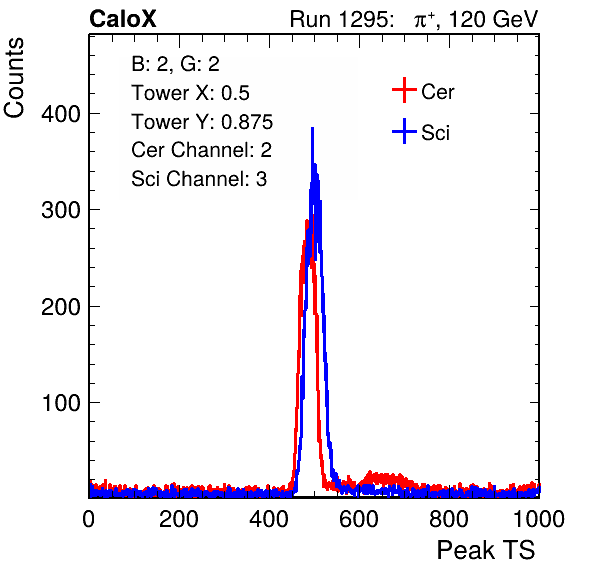 CaloX Run 1295: π⁺, 120 GeV
Counts
B: 2, G: 2
Tower X: 0.5
Tower Y: 0.875
Cer Channel: 2
Sci Channel: 3
Cer
Sci
400
300
200
100
0 200 400 600 800 1000
Peak TS